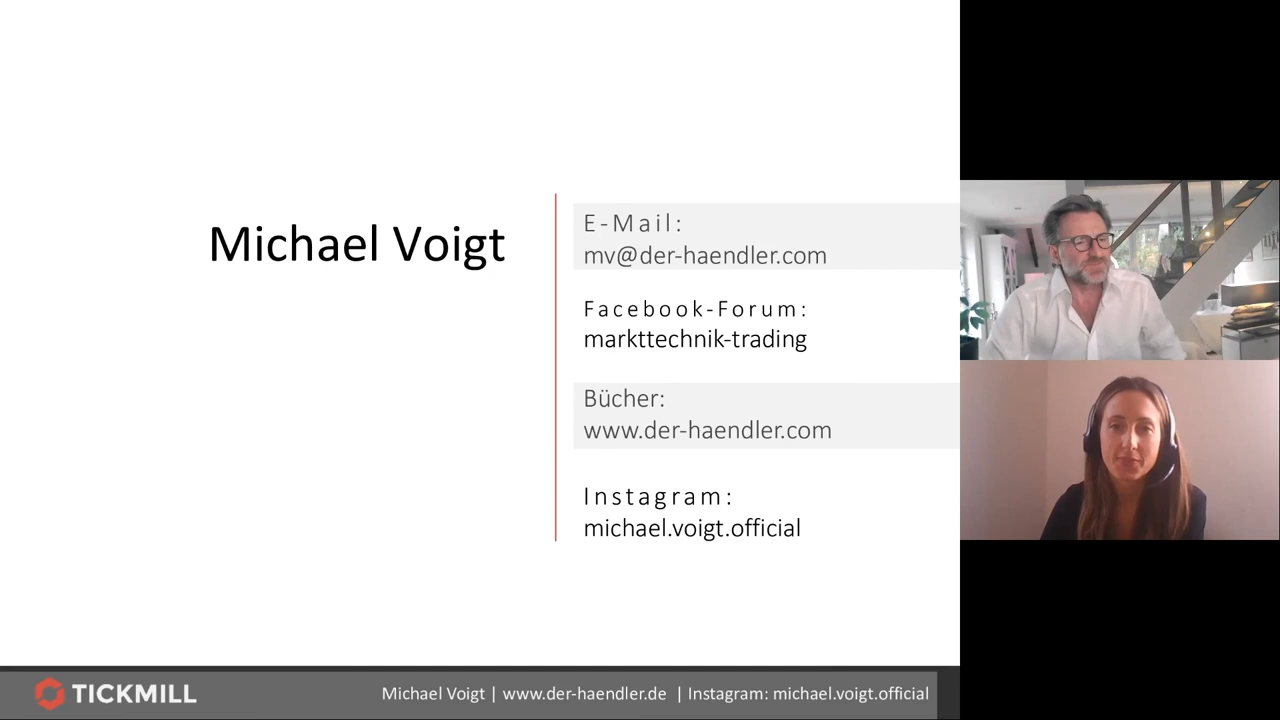 Michael Voigt
E-Mail:
mv@der-haendler.com
Facebook-Forum:
markttechnik-trading
Bücher:
www.der-haendler.com
Instagram:
michael.voigt.official
TICKMILL
Michael Voigt | www.der-haendler.de | Instagram: michael.voigt.official